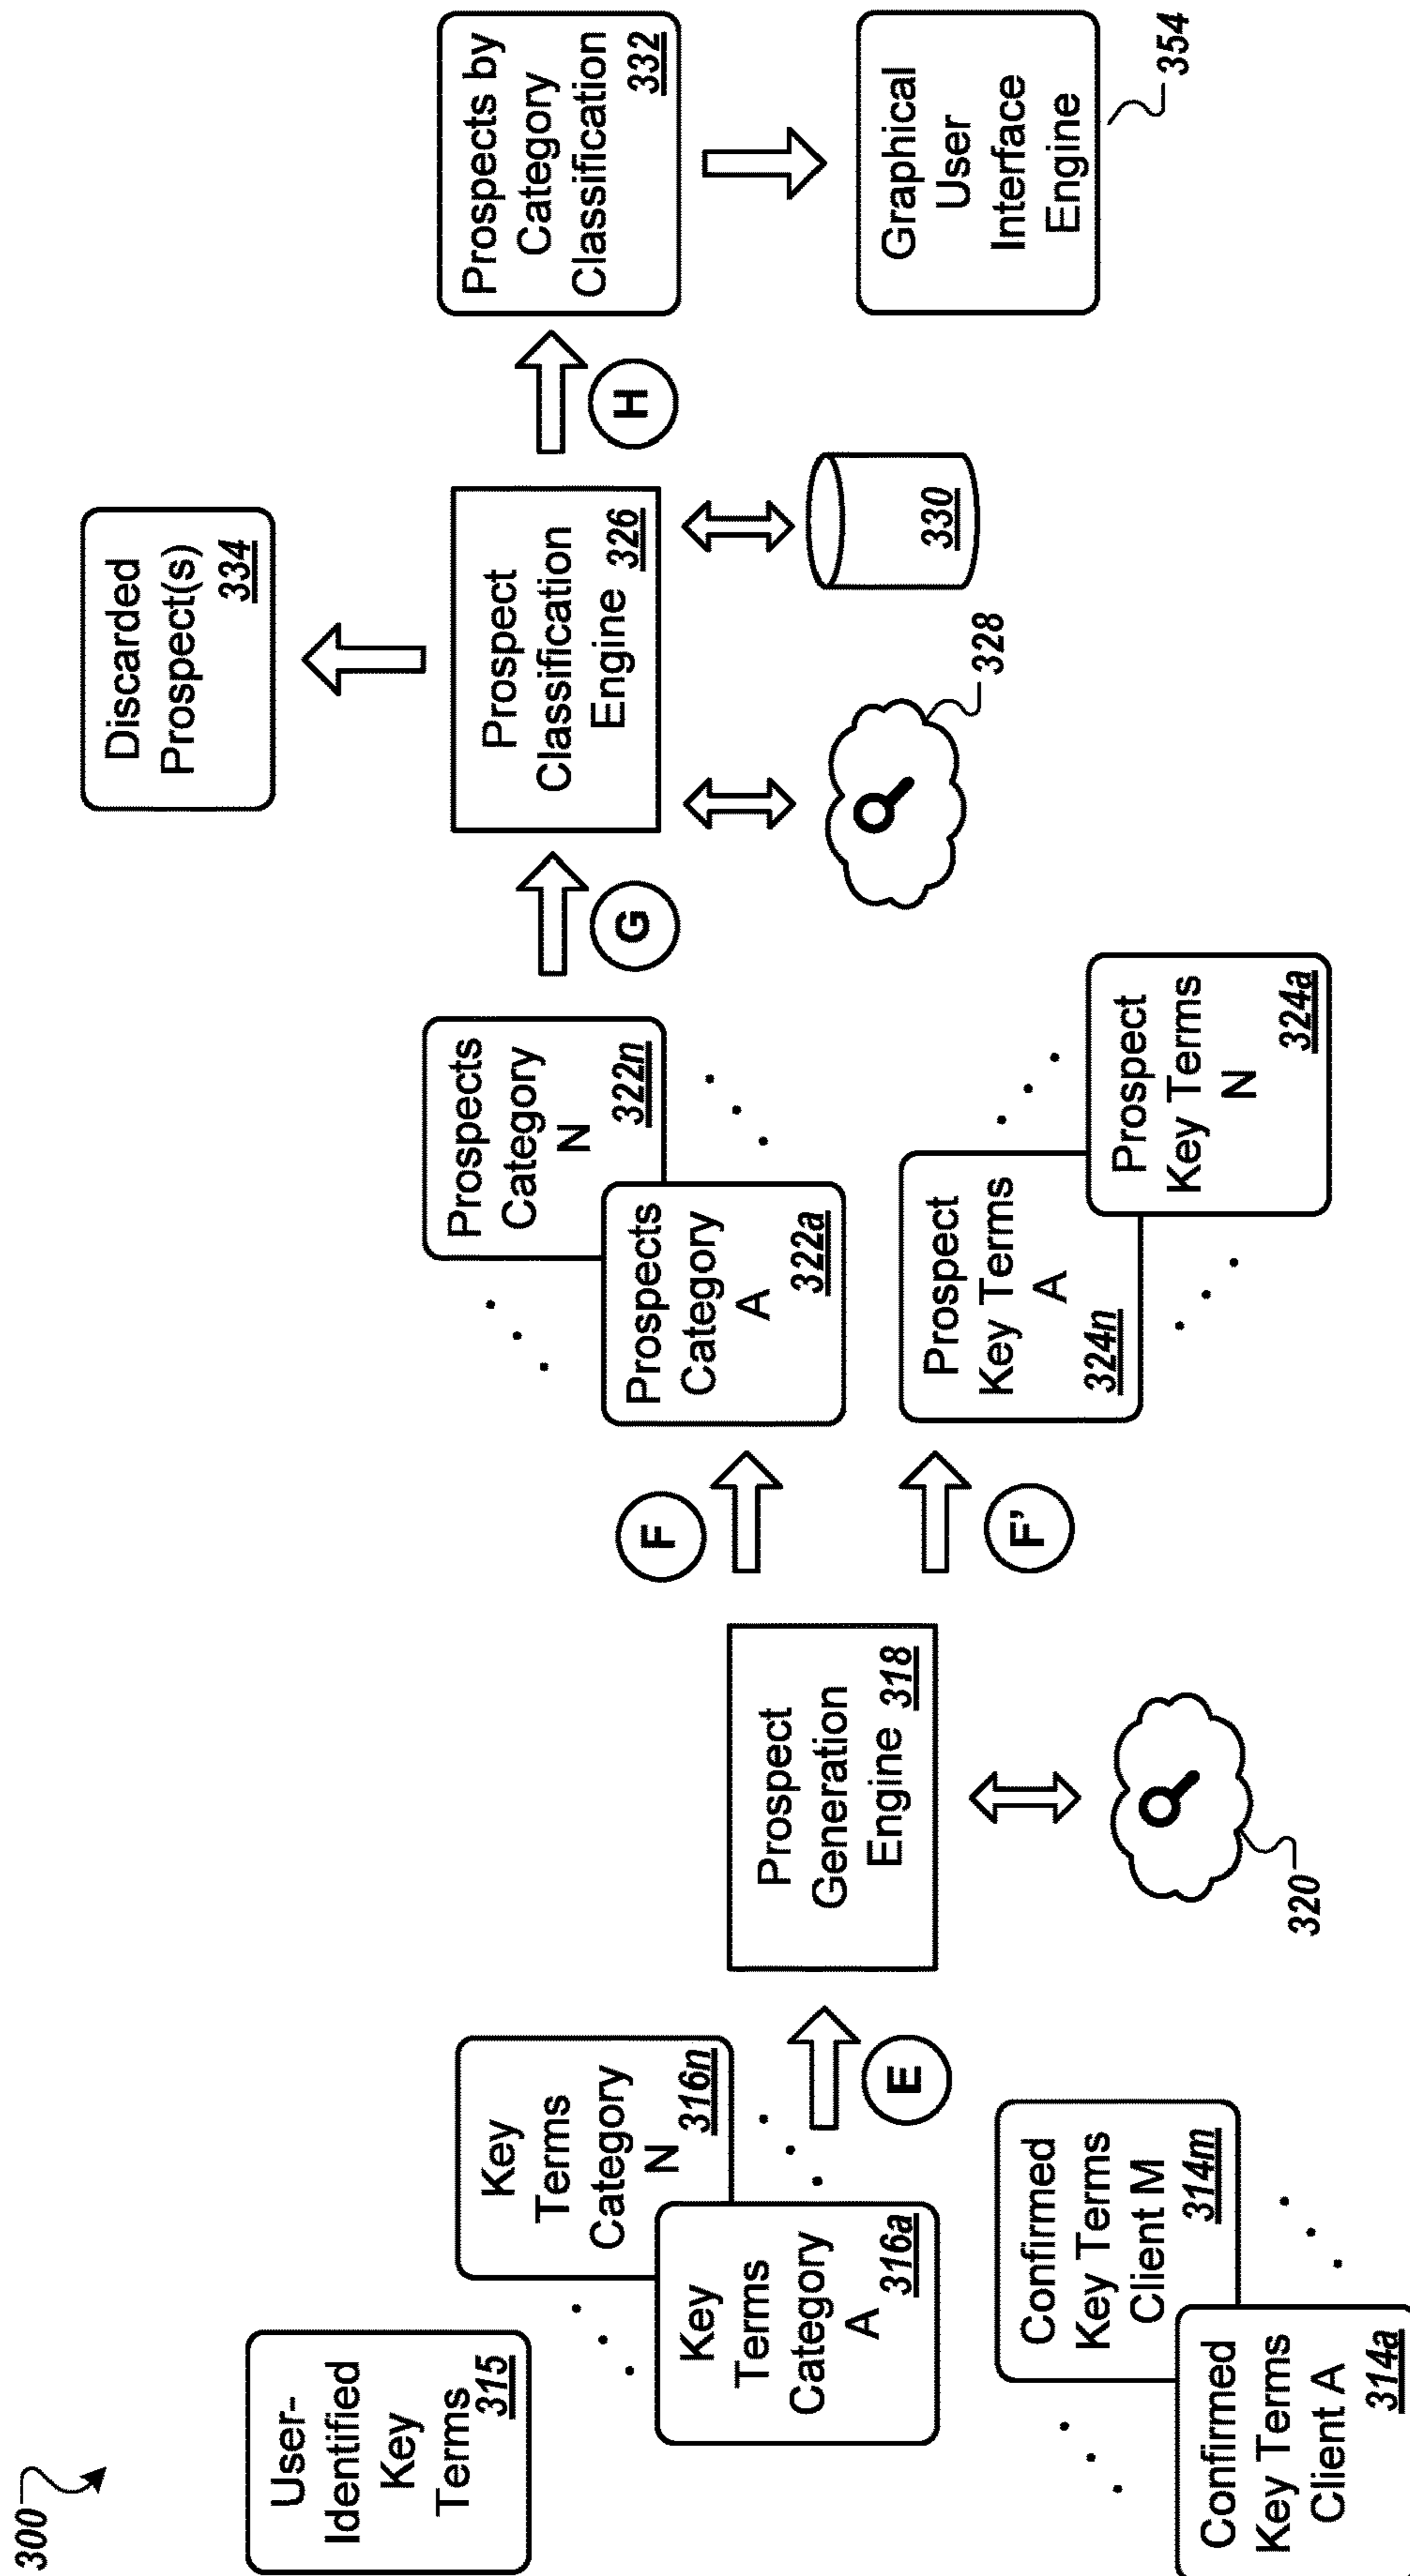 300
User-
Identified
Key
Terms
315
Key
Terms
Category
N
316n
Key
Terms
Category
A
316a
Confirmed
Key Terms
Client M
314m
Confirmed
Key Terms
Client A
314a
E
Prospect
Generation
Engine 318
320
F
F'
Prospects
Category
N
322n
Prospects
Category
A
322a
Prospect
Key Terms
A
324n
Prospect
Key Terms
N
324a
G
Discarded
Prospect(s)
334
Prospect
Classification
Engine 326
328
330
H
Prospects by
Category
Classification
332
Graphical
User
Interface
Engine
354